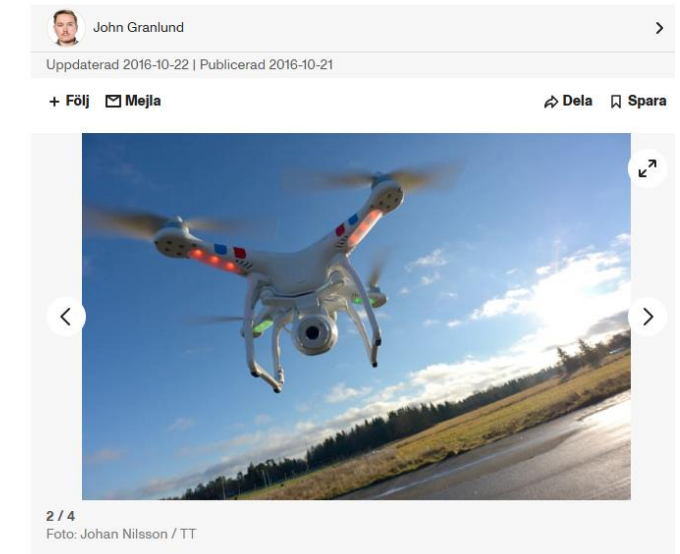 John Granlund
Uppdaterad 2016-10-22 | Publicerad 2016-10-21
+ Följ Mejla Dela Spara
2 / 4
Foto: Johan Nilsson / TT